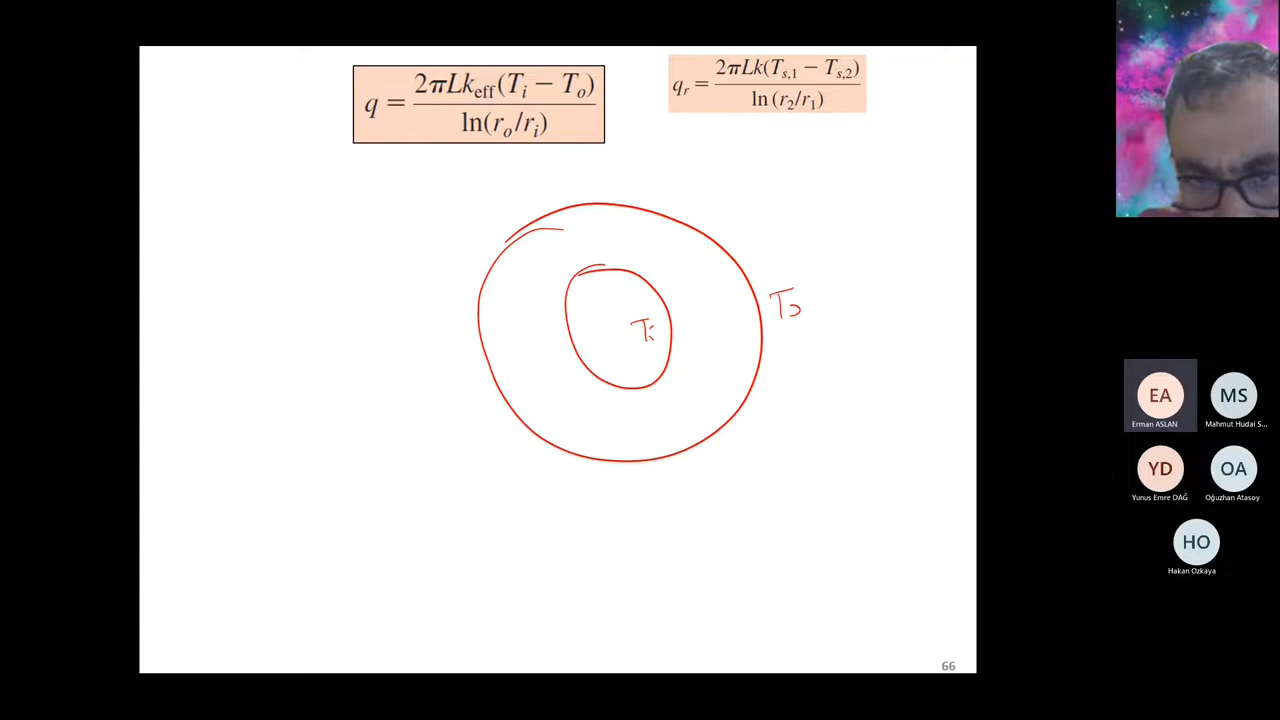 q = 2πLk_eff(T_i − T_o) / ln(r_o/r_i)
q_r = 2πLk(T_s,1 − T_s,2) / ln (r_2/r_1)
T_o
T_i
EA
Erman ASLAN
MS
Mahmut Hudai S...
YD
Yunus Emre DAĞ
OA
Oğuzhan Atasoy
HO
Hakan Ozkaya
66